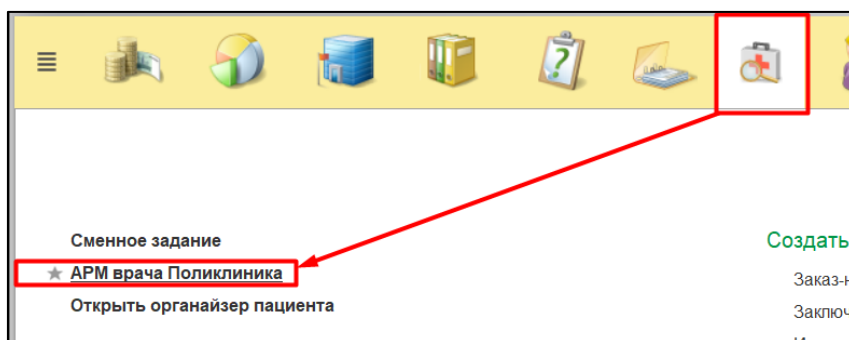 Сменное задание
Создать
АРМ врача Поликлиника
Открыть органайзер пациента